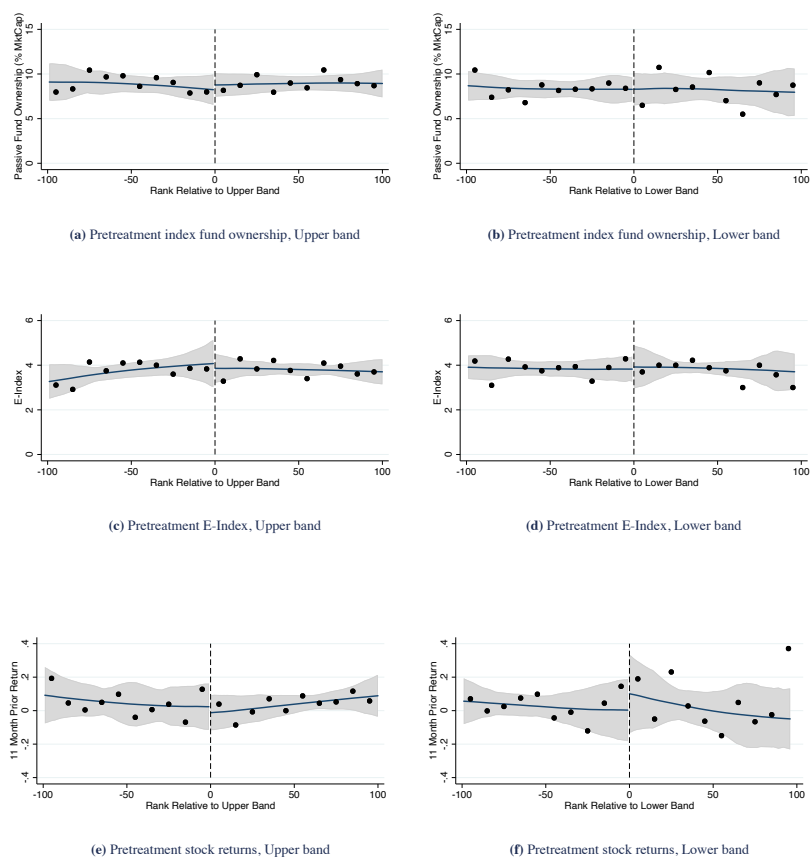 Passive Fund Ownership (% MktCap)
15
10
5
0
-100 -50 0 50 100
Rank Relative to Upper Band
Passive Fund Ownership (% MktCap)
15
10
5
0
-100 -50 0 50 100
Rank Relative to Lower Band
(a) Pretreatment index fund ownership, Upper band
(b) Pretreatment index fund ownership, Lower band
E-Index
6
4
2
0
-100 -50 0 50 100
Rank Relative to Upper Band
E-Index
6
4
2
0
-100 -50 0 50 100
Rank Relative to Lower Band
(c) Pretreatment E-Index, Upper band
(d) Pretreatment E-Index, Lower band
11 Month Prior Return
.4
.2
0
-.2
-.4
-100 -50 0 50 100
Rank Relative to Upper Band
11 Month Prior Return
.4
.2
0
-.2
-.4
-100 -50 0 50 100
Rank Relative to Lower Band
(e) Pretreatment stock returns, Upper band
(f) Pretreatment stock returns, Lower band